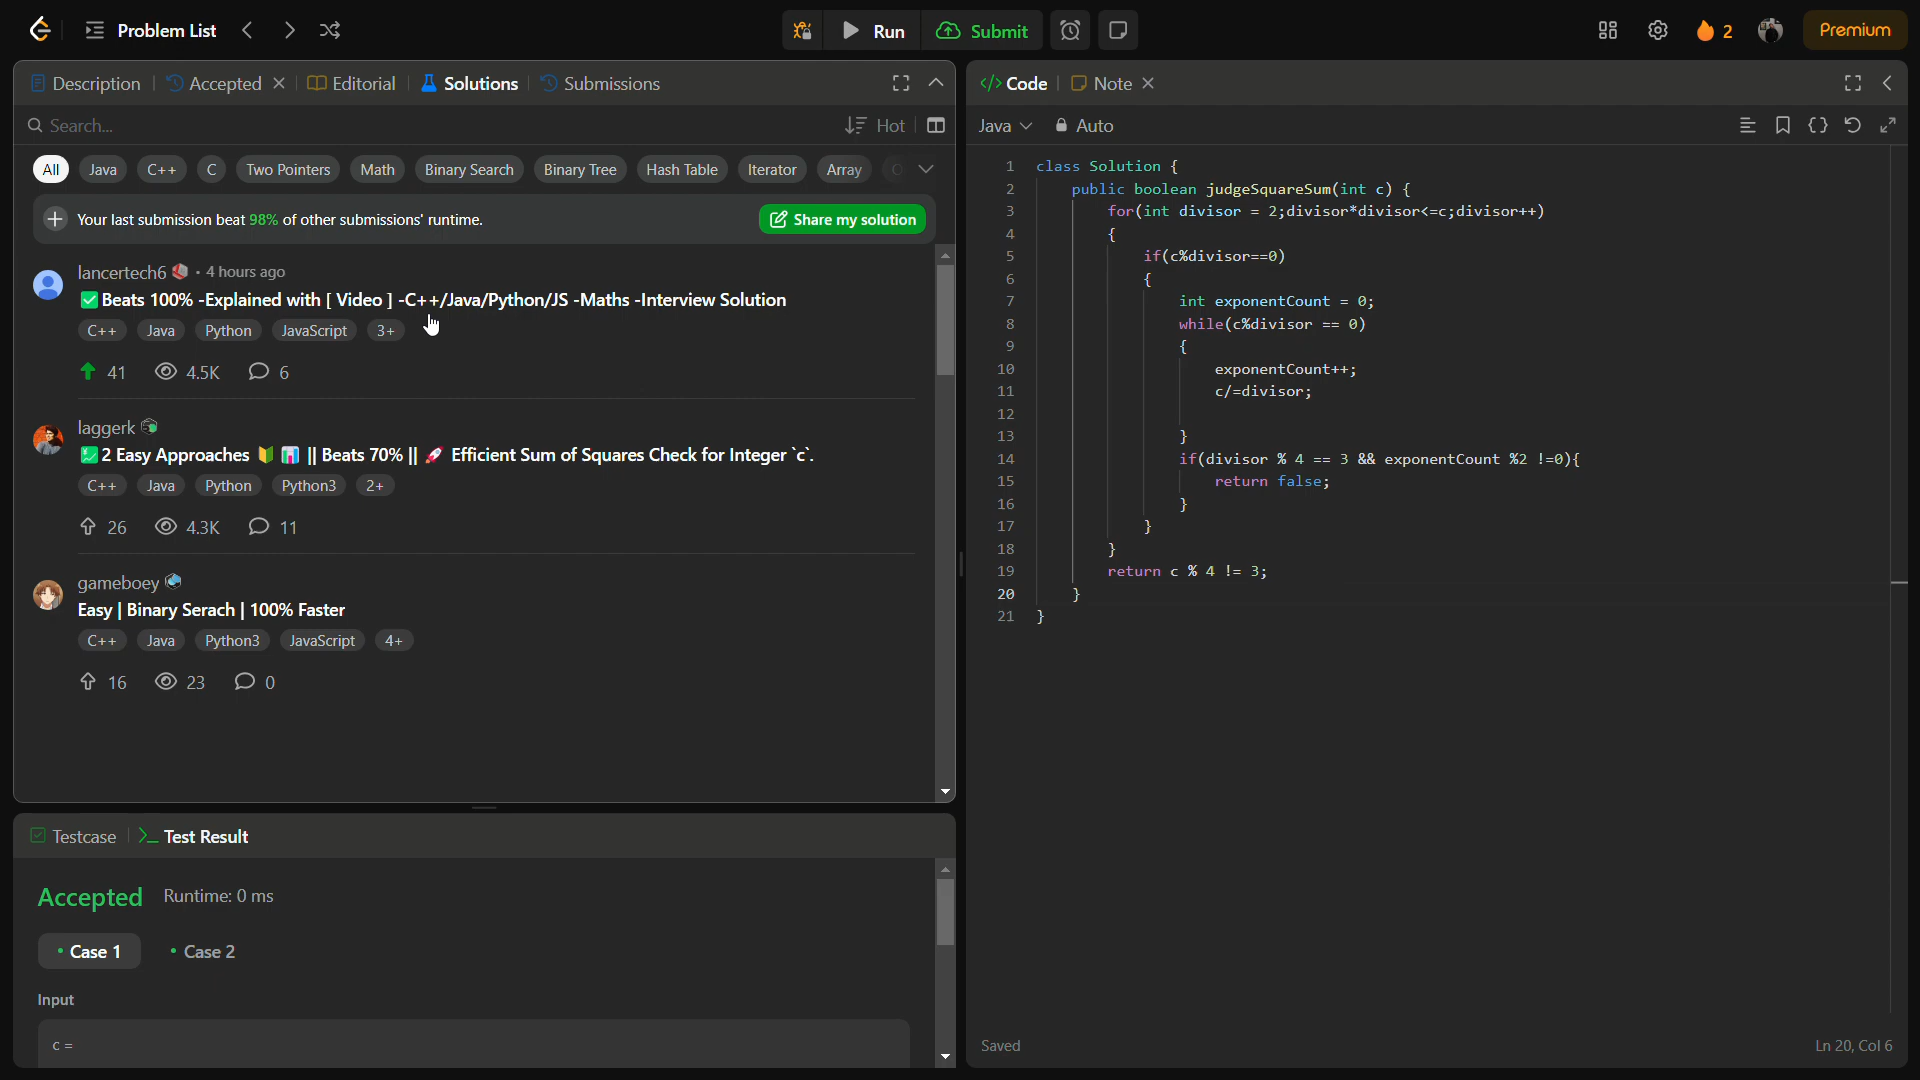 Problem List
Run
Submit
2
Premium
Description
Accepted
Editorial
Solutions
Submissions
Search...
Hot
All
Java
C++
C
Two Pointers
Math
Binary Search
Binary Tree
Hash Table
Iterator
Array
Your last submission beat 98% of other submissions' runtime.
Share my solution
lancertech6 · 4 hours ago
✅Beats 100% -Explained with [ Video ] -C++/Java/Python/JS -Maths -Interview Solution
C++ Java Python JavaScript 3+
41 4.5K 6
laggerk
💹2 Easy Approaches 🔰 📊 || Beats 70% || 🚀 Efficient Sum of Squares Check for Integer `c`.
C++ Java Python Python3 2+
26 4.3K 11
gameboey
Easy | Binary Serach | 100% Faster
C++ Java Python3 JavaScript 4+
16 23 0
Testcase
Test Result
Accepted Runtime: 0 ms
Case 1 Case 2
Input
c =
</> Code
Note
Java
Auto
1 class Solution {
2 public boolean judgeSquareSum(int c) {
3 for(int divisor = 2;divisor*divisor<=c;divisor++)
4 {
5 if(c%divisor==0)
6 {
7 int exponentCount = 0;
8 while(c%divisor == 0)
9 {
10 exponentCount++;
11 c/=divisor;
12
13 }
14 if(divisor % 4 == 3 && exponentCount %2 !=0){
15 return false;
16 }
17 }
18 }
19 return c % 4 != 3;
20 }
21 }
Saved
Ln 20, Col 6